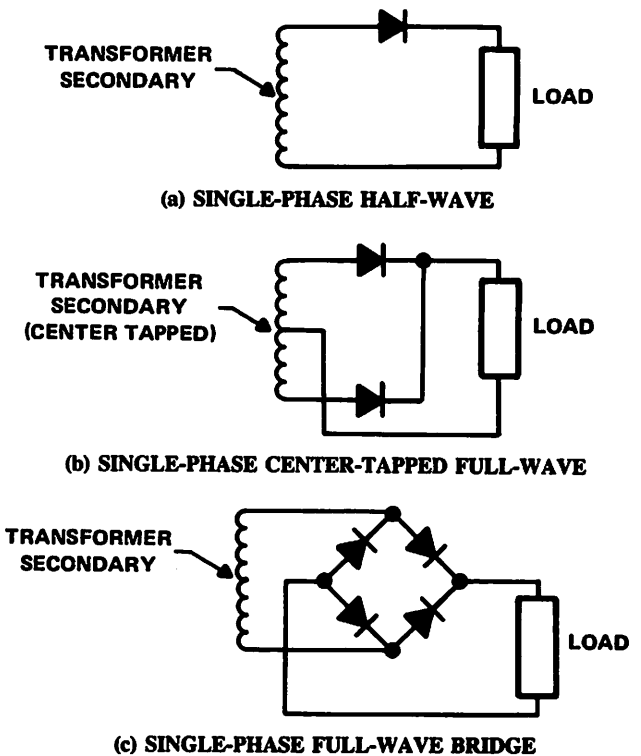 TRANSFORMER
SECONDARY
LOAD
(a) SINGLE-PHASE HALF-WAVE
TRANSFORMER
SECONDARY
(CENTER TAPPED)
LOAD
(b) SINGLE-PHASE CENTER-TAPPED FULL-WAVE
TRANSFORMER
SECONDARY
LOAD
(c) SINGLE-PHASE FULL-WAVE BRIDGE